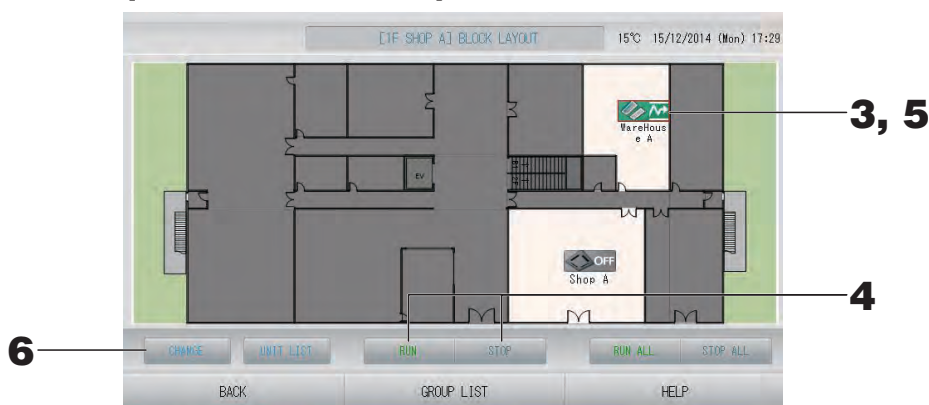 [1F SHOP A] BLOCK LAYOUT
15℃ 15/12/2014 (Mon) 17:29
3, 5
WareHous
e A
EV
OFF
Shop A
4
6
CHANGE
UNIT LIST
RUN
STOP
RUN ALL
STOP ALL
BACK
GROUP LIST
HELP